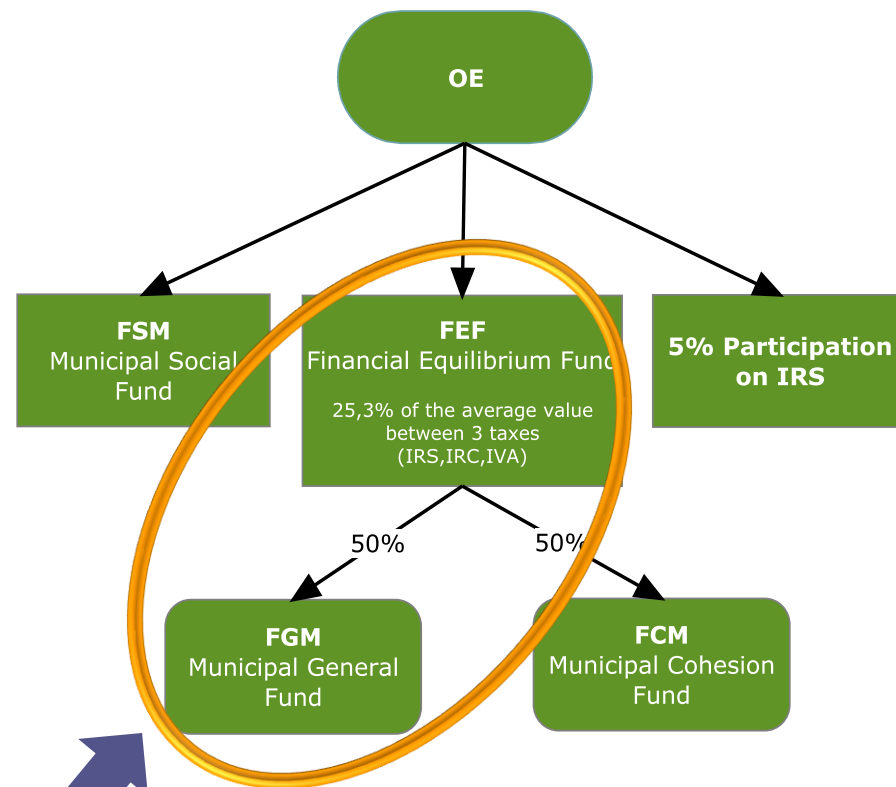 OE
FSM
Municipal Social
Fund
FEF
Financial Equilibrium Fund
25,3% of the average value
between 3 taxes
(IRS,IRC,IVA)
5% Participation
on IRS
50%
50%
FGM
Municipal General
Fund
FCM
Municipal Cohesion
Fund